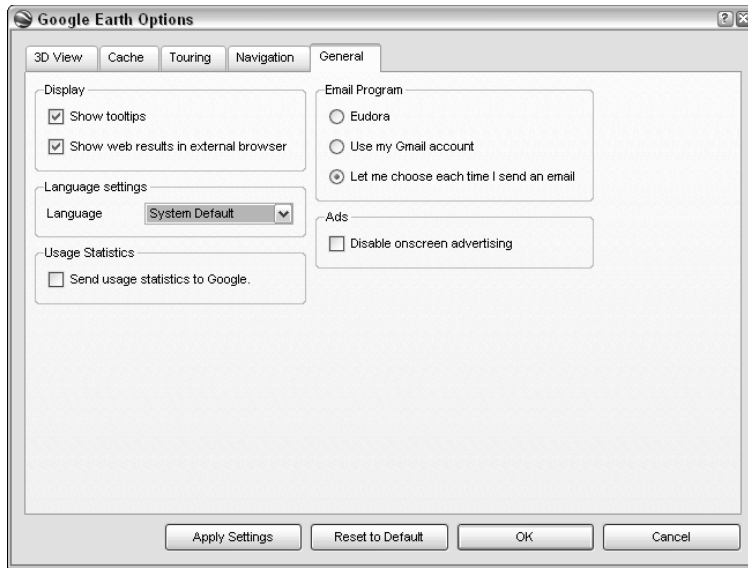 Google Earth Options
3D View Cache Touring Navigation General
Display
Show tooltips
Show web results in external browser
Language settings
Language System Default
Usage Statistics
Send usage statistics to Google.
Email Program
Eudora
Use my Gmail account
Let me choose each time I send an email
Ads
Disable onscreen advertising
Apply Settings Reset to Default OK Cancel